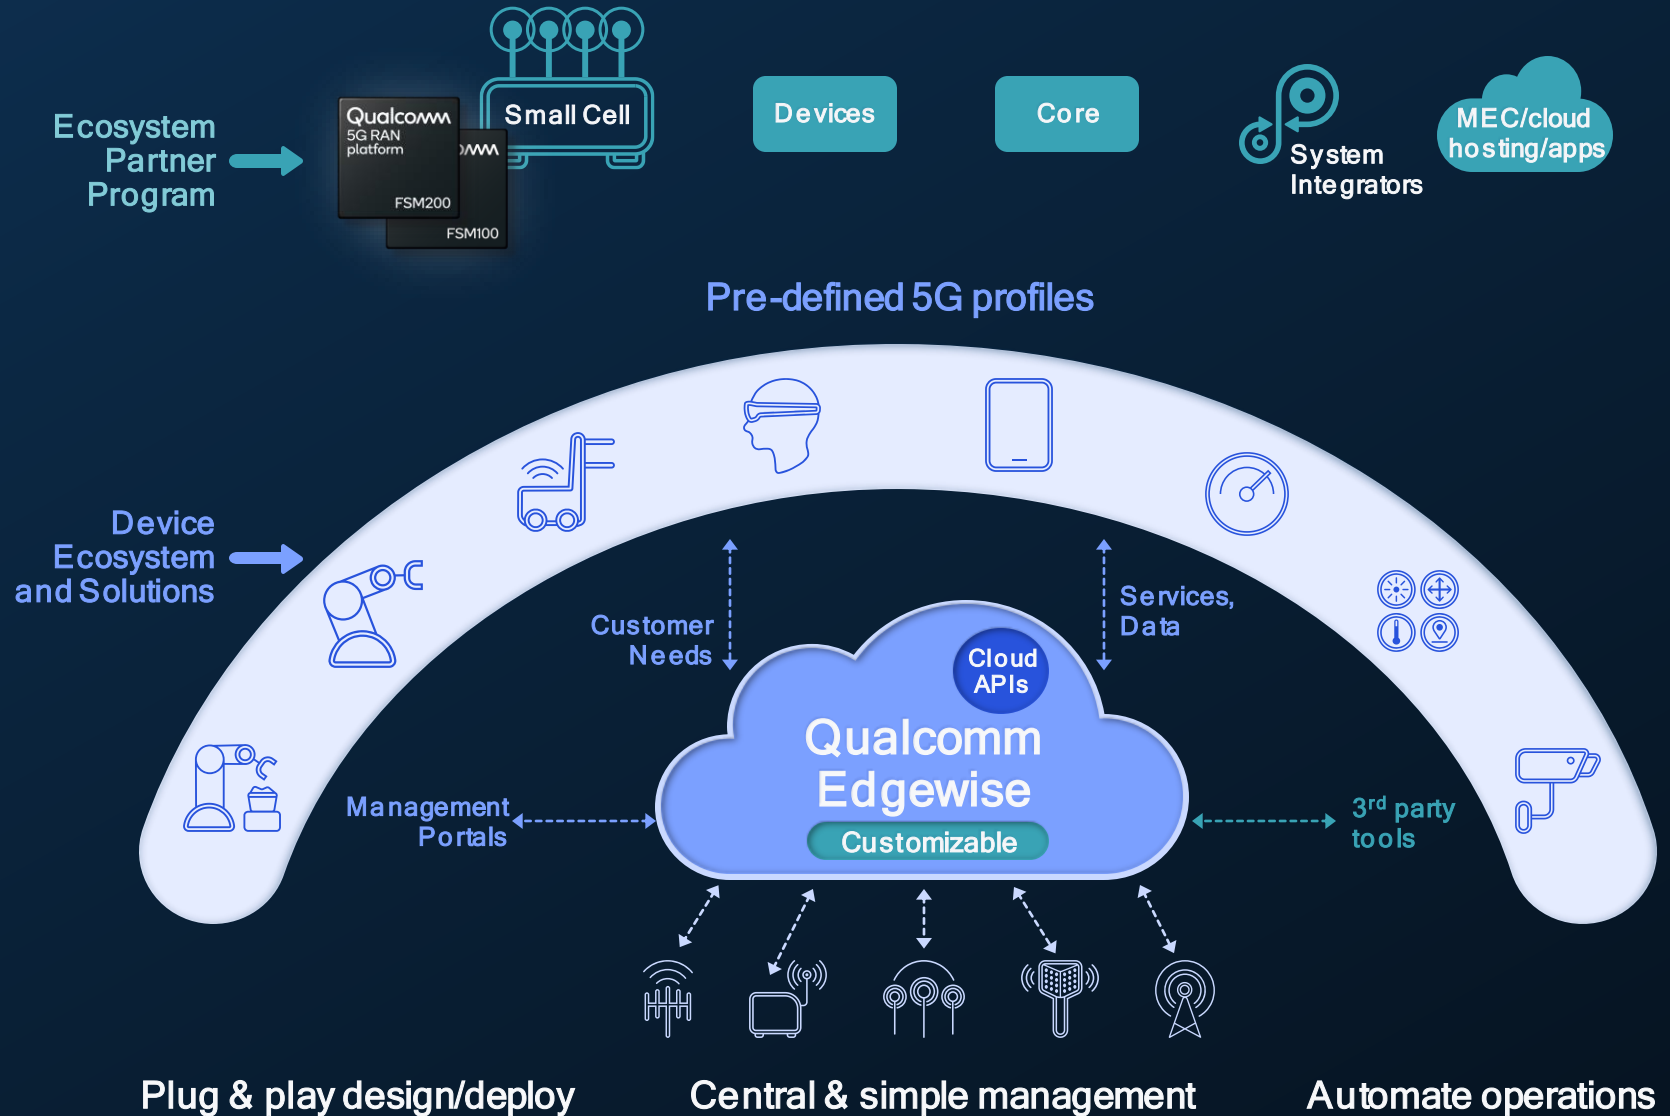 Ecosystem
Partner
Program
Qualcomm
5G RAN
platform
FSM200
FSM100
Small Cell
Devices
Core
System
Integrators
MEC/cloud
hosting/apps
Pre-defined 5G profiles
Device
Ecosystem
and Solutions
Customer
Needs
Services,
Data
Cloud
APIs
Qualcomm
Edgewise
Customizable
Management
Portals
3rd party
tools
Plug & play design/deploy
Central & simple management
Automate operations